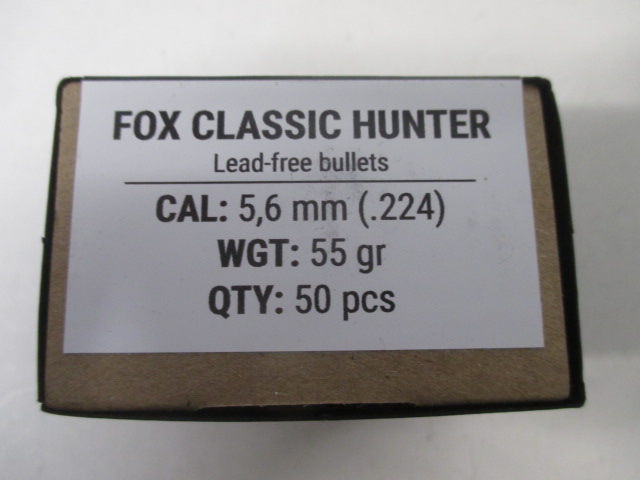 FOX CLASSIC HUNTER
Lead-free bullets
CAL: 5,6 mm (.224)
WGT: 55 gr
QTY: 50 pcs